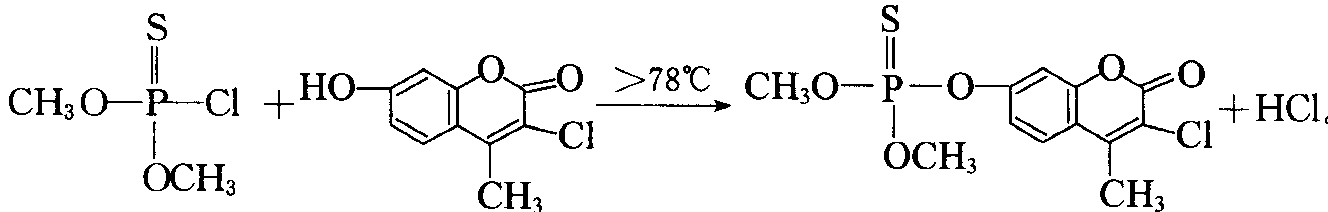 S S
>78℃
CH₃O—P—Cl + HO O O CH₃O—P—O O O + HCl。
Cl Cl
OCH₃ OCH₃
CH₃ CH₃